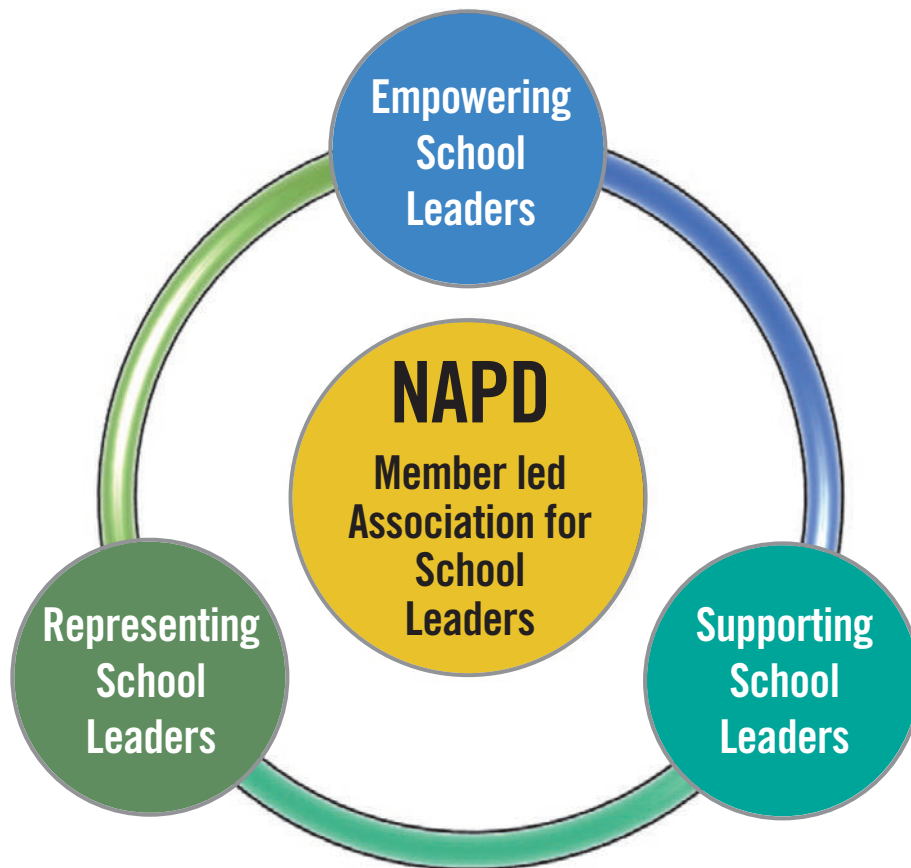 Empowering
School
Leaders
NAPD
Member led
Association for
School
Leaders
Representing
School
Leaders
Supporting
School
Leaders